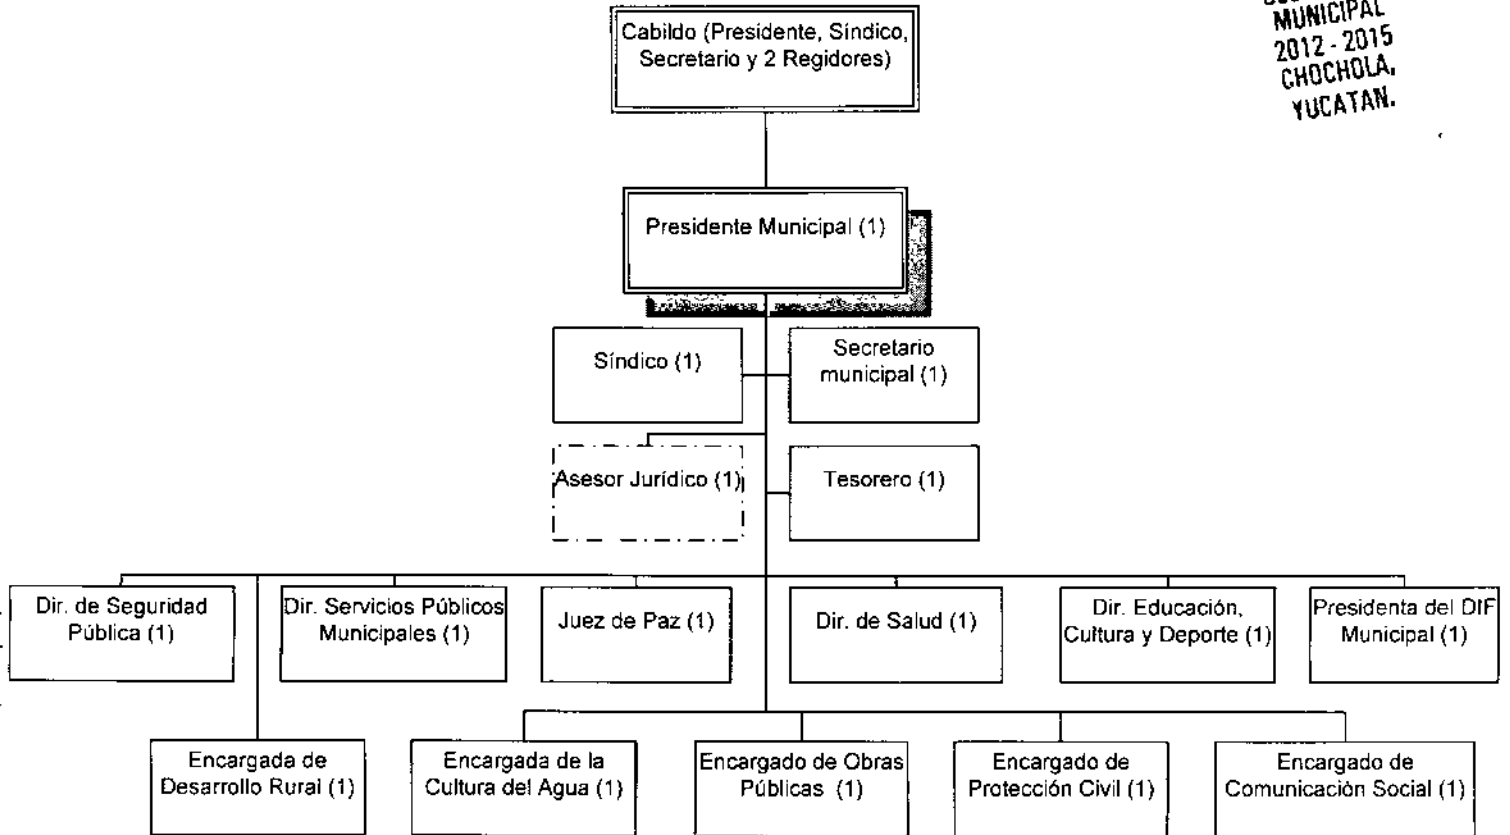 MUNICIPAL
2012 - 2015
CHOCHOLA,
YUCATAN.
Cabildo (Presidente, Síndico,
Secretario y 2 Regidores)
Presidente Municipal (1)
Síndico (1)
Secretario
municipal (1)
Asesor Jurídico (1)
Tesorero (1)
Dir. de Seguridad
Pública (1)
Dir. Servicios Públicos
Municipales (1)
Juez de Paz (1)
Dir. de Salud (1)
Dir. Educación,
Cultura y Deporte (1)
Presidenta del DIF
Municipal (1)
Encargada de
Desarrollo Rural (1)
Encargada de la
Cultura del Agua (1)
Encargado de Obras
Públicas (1)
Encargado de
Protección Civil (1)
Encargado de
Comunicación Social (1)